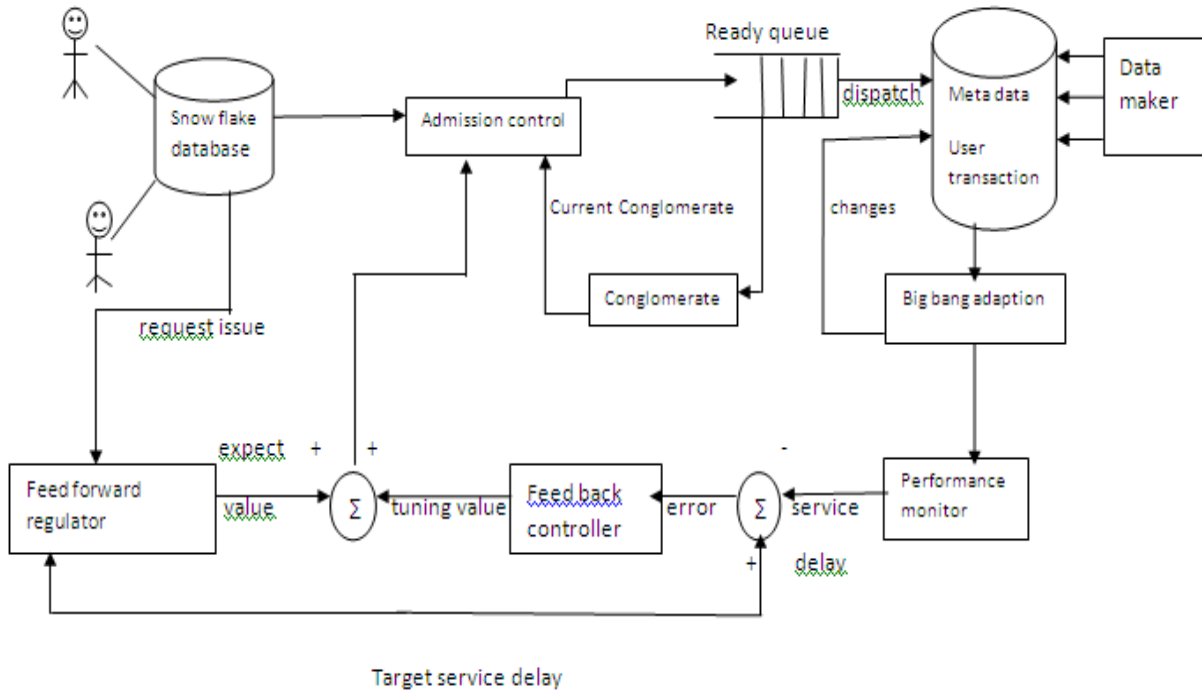 Ready queue
Snow flake
database
Admission control
dispatch
Meta data
User
transaction
Data
maker
Current Conglomerate
changes
Conglomerate
Big bang adaption
request issue
expect
+
+
-
Feed forward
regulator
value
Σ
tuning value
Feed back
controller
error
Σ
service
Performance
monitor
+
delay
Target service delay